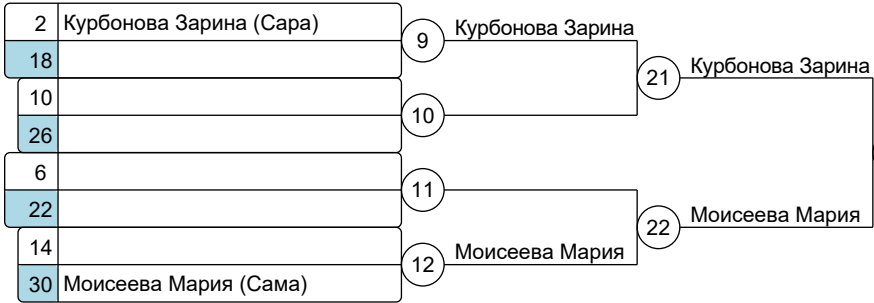 2 Курбонова Зарина (Сара)
18
10
26
6
22
14
30 Моисеева Мария (Сама)
9 Курбонова Зарина
10
11
12 Моисеева Мария
21 Курбонова Зарина
22 Моисеева Мария